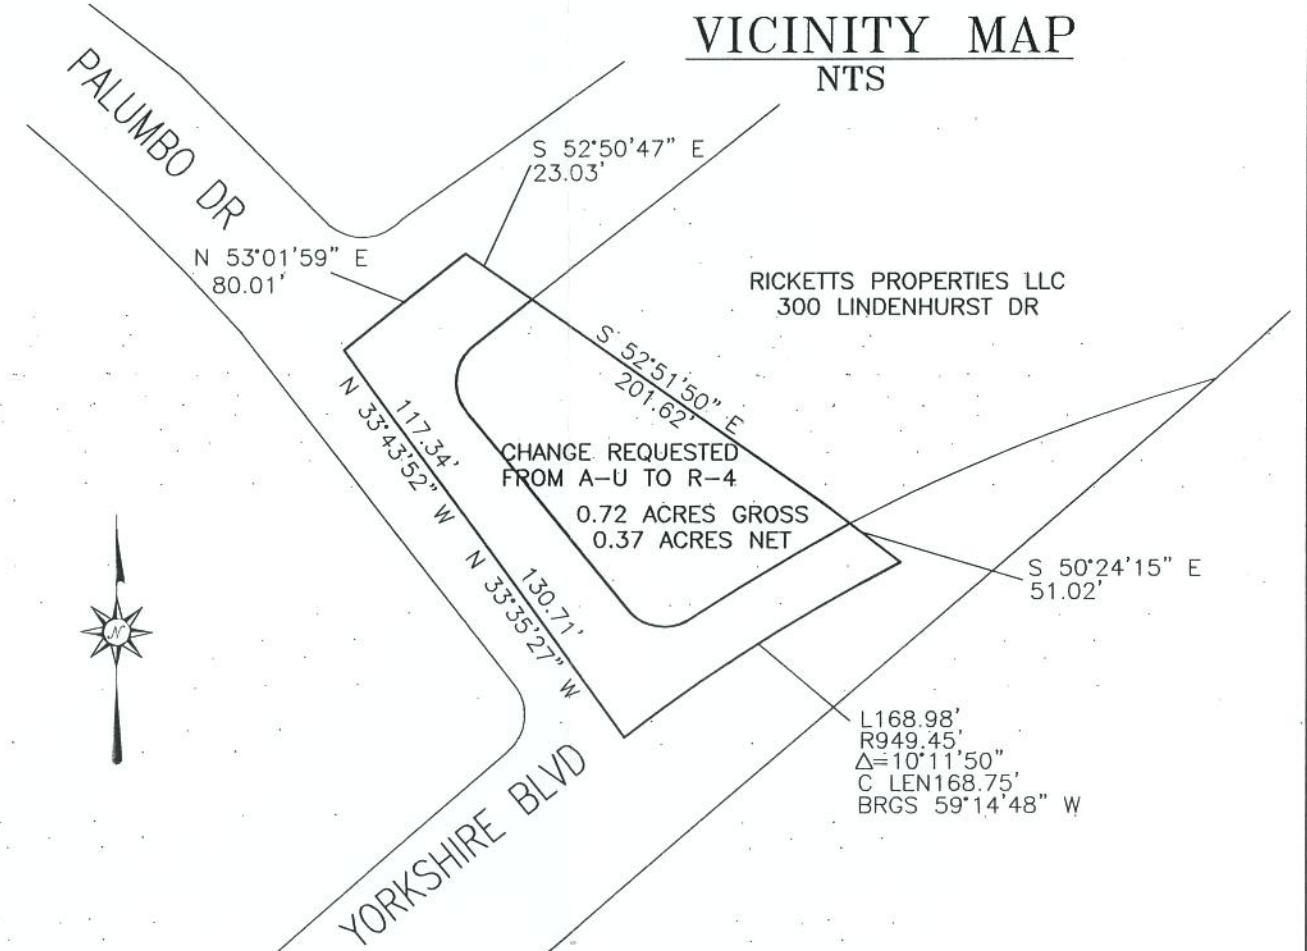 VICINITY MAP
NTS
PALUMBO DR
S 52°50'47" E
23.03'
N 53°01'59" E
80.01'
RICKETTS PROPERTIES LLC
300 LINDENHURST DR
S 52°51'50" E
201.62'
117.34'
N 33°43'52" W
CHANGE REQUESTED
FROM A-U TO R-4
0.72 ACRES GROSS
0.37 ACRES NET
130.71'
N 33°35'27" W
S 50°24'15" E
51.02'
N
L168.98'
R949.45'
Δ=10°11'50"
C LEN168.75'
BRGS 59°14'48" W
YORKSHIRE BLVD